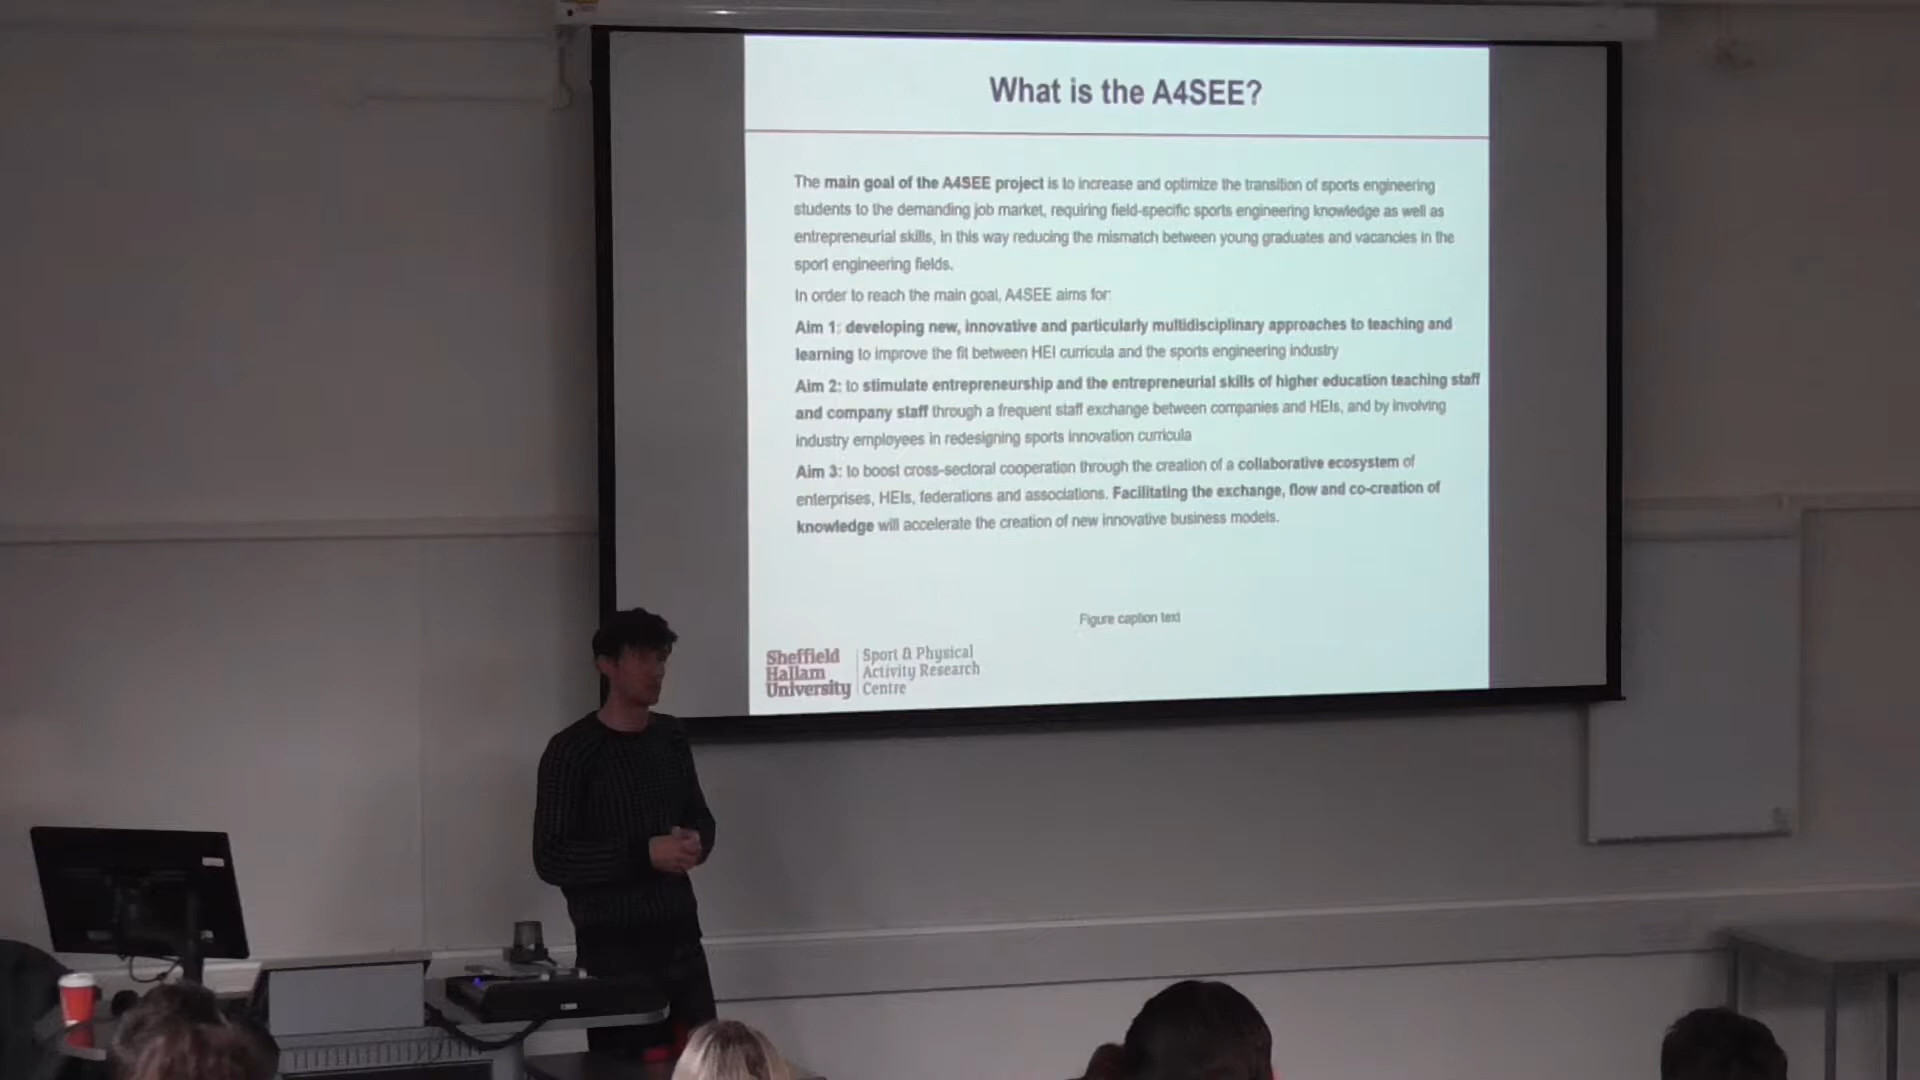 What is the A4SEE?
The main goal of the A4SEE project is to increase and optimize the transition of sports engineering
students to the demanding job market, requiring field-specific sports engineering knowledge as well as
entrepreneurial skills, in this way reducing the mismatch between young graduates and vacancies in the
sport engineering fields.
In order to reach the main goal, A4SEE aims for:
Aim 1: developing new, innovative and particularly multidisciplinary approaches to teaching and
learning to improve the fit between HEI curricula and the sports engineering industry
Aim 2: to stimulate entrepreneurship and the entrepreneurial skills of higher education teaching staff
and company staff through a frequent staff exchange between companies and HEIs, and by involving
industry employees in redesigning sports innovation curricula
Aim 3: to boost cross-sectoral cooperation through the creation of a collaborative ecosystem of
enterprises, HEIs, federations and associations. Facilitating the exchange, flow and co-creation of
knowledge will accelerate the creation of new innovative business models.
Figure caption text
Sheffield
Hallam
University
Sport & Physical
Activity Research
Centre